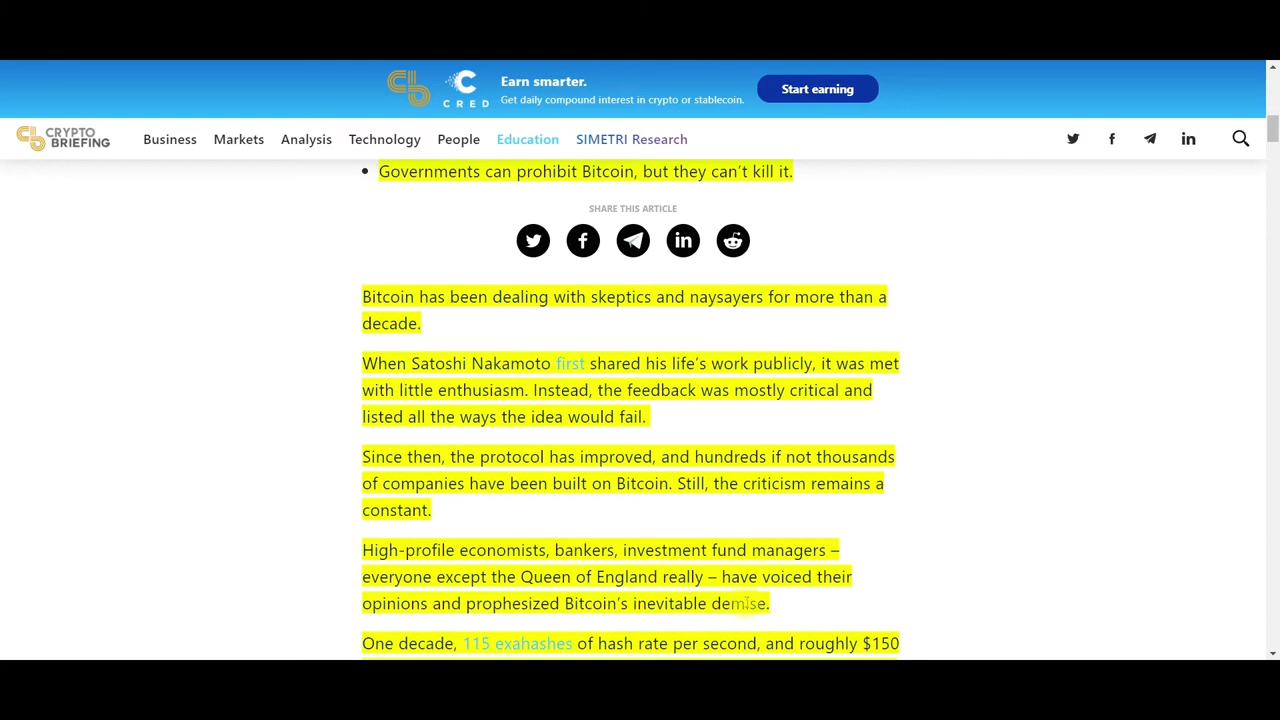 Earn smarter.
Start earning
CRED
Get daily compound interest in crypto or stablecoin.
CRYPTO
BRIEFING
Business Markets Analysis Technology People Education SIMETRI Research
• Governments can prohibit Bitcoin, but they can’t kill it.
SHARE THIS ARTICLE
Bitcoin has been dealing with skeptics and naysayers for more than a
decade.
When Satoshi Nakamoto first shared his life’s work publicly, it was met
with little enthusiasm. Instead, the feedback was mostly critical and
listed all the ways the idea would fail.
Since then, the protocol has improved, and hundreds if not thousands
of companies have been built on Bitcoin. Still, the criticism remains a
constant.
High-profile economists, bankers, investment fund managers –
everyone except the Queen of England really – have voiced their
opinions and prophesized Bitcoin’s inevitable demise.
One decade, 115 exahashes of hash rate per second, and roughly $150